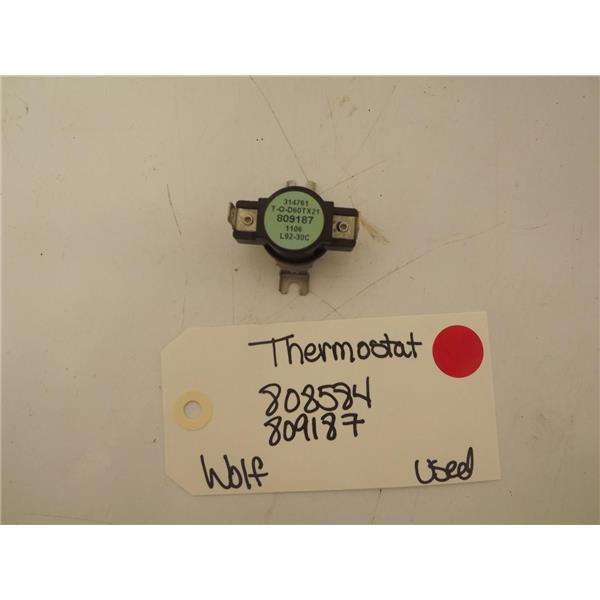 314761
T-O-D60TX21
809187
1106
L92-30C
Thermostat
808584
809187
Wolf Used